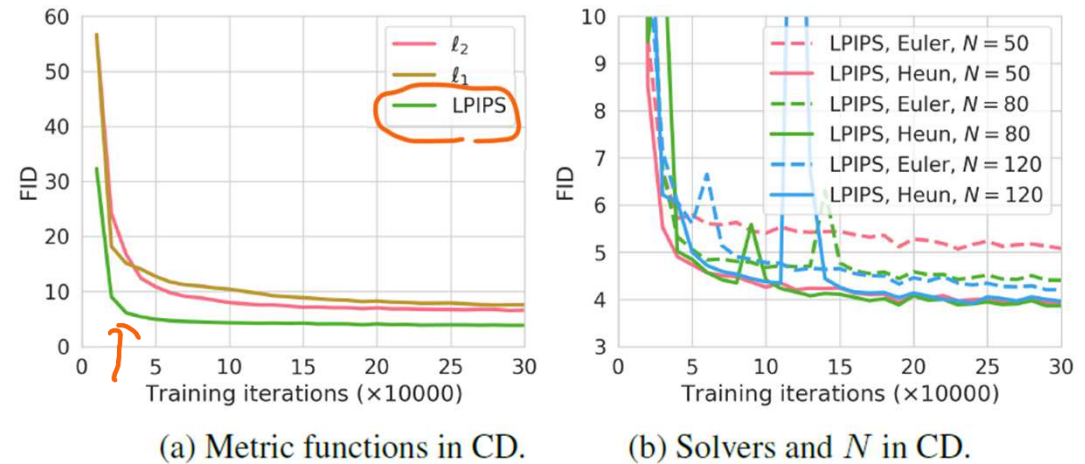 60
50
40
30
20
10
0
FID
0 5 10 15 20 25 30
Training iterations (×10000)
ℓ₂
ℓ₁
LPIPS
(a) Metric functions in CD.
10
9
8
7
6
5
4
3
FID
0 5 10 15 20 25 30
Training iterations (×10000)
LPIPS, Euler, N = 50
LPIPS, Heun, N = 50
LPIPS, Euler, N = 80
LPIPS, Heun, N = 80
LPIPS, Euler, N = 120
LPIPS, Heun, N = 120
(b) Solvers and N in CD.